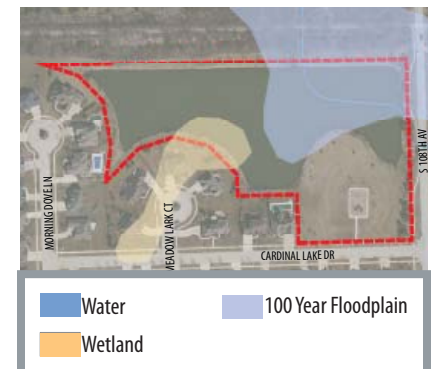 MORNING DOVE LN
MEADOW LARK CT
CARDINAL LAKE DR
S 108TH AV
Water
100 Year Floodplain
Wetland